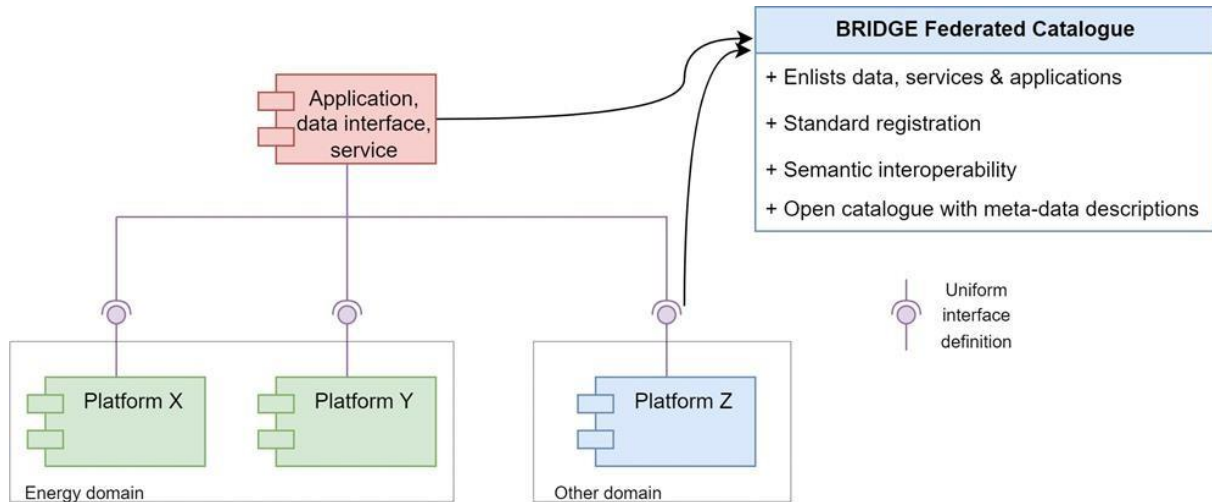 BRIDGE Federated Catalogue
+ Enlists data, services & applications
+ Standard registration
+ Semantic interoperability
+ Open catalogue with meta-data descriptions
Application,
data interface,
service
Uniform
interface
definition
Platform X
Platform Y
Platform Z
Energy domain
Other domain